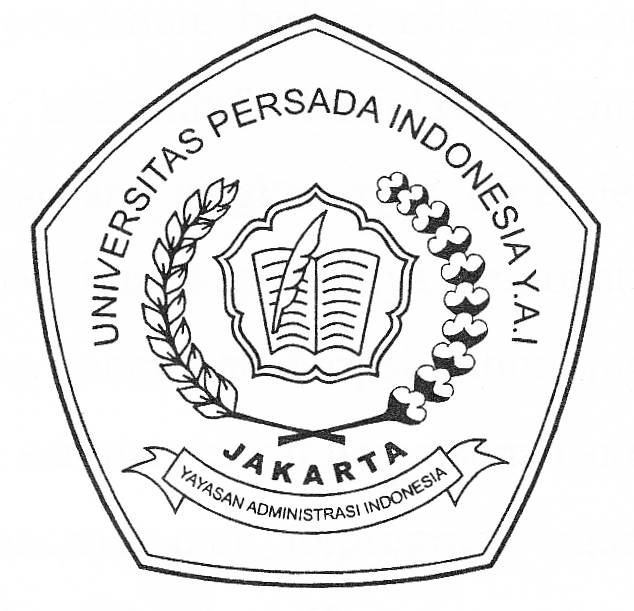 UNIVERSITAS PERSADA INDONESIA Y.A.I
JAKARTA
YAYASAN ADMINISTRASI INDONESIA